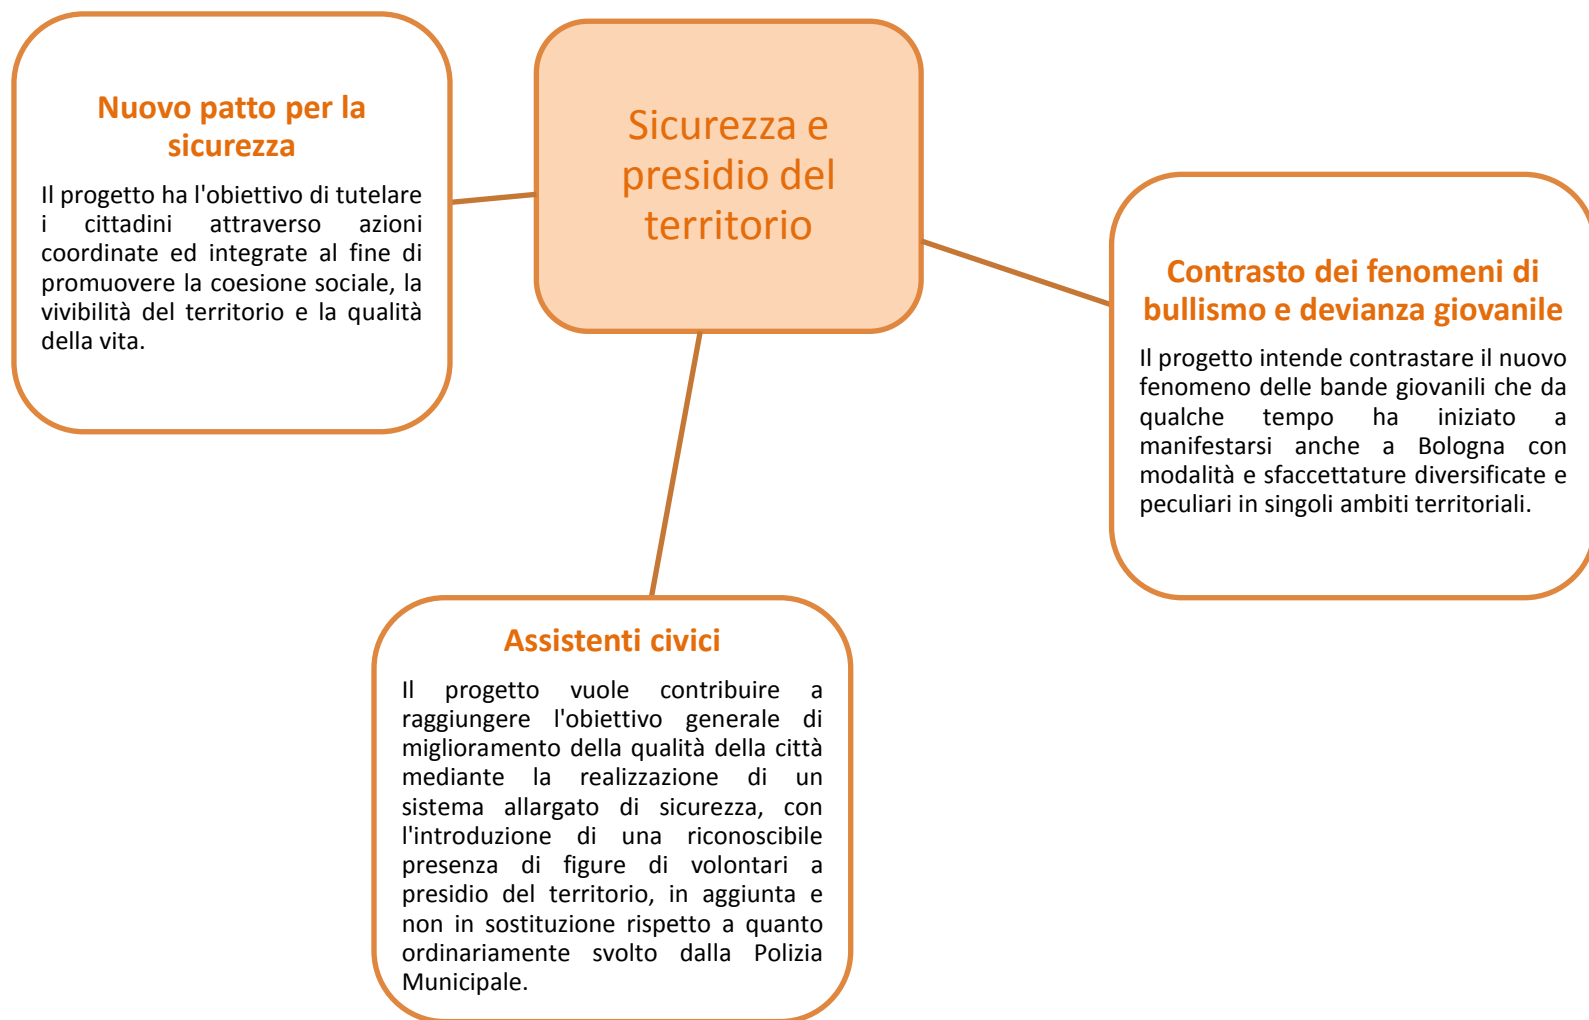 Nuovo patto per la
sicurezza
Il progetto ha l'obiettivo di tutelare
i cittadini attraverso azioni
coordinate ed integrate al fine di
promuovere la coesione sociale, la
vivibilità del territorio e la qualità
della vita.
Sicurezza e
presidio del
territorio
Contrasto dei fenomeni di
bullismo e devianza giovanile
Il progetto intende contrastare il nuovo
fenomeno delle bande giovanili che da
qualche tempo ha iniziato a
manifestarsi anche a Bologna con
modalità e sfaccettature diversificate e
peculiari in singoli ambiti territoriali.
Assistenti civici
Il progetto vuole contribuire a
raggiungere l'obiettivo generale di
miglioramento della qualità della città
mediante la realizzazione di un
sistema allargato di sicurezza, con
l'introduzione di una riconoscibile
presenza di figure di volontari a
presidio del territorio, in aggiunta e
non in sostituzione rispetto a quanto
ordinariamente svolto dalla Polizia
Municipale.